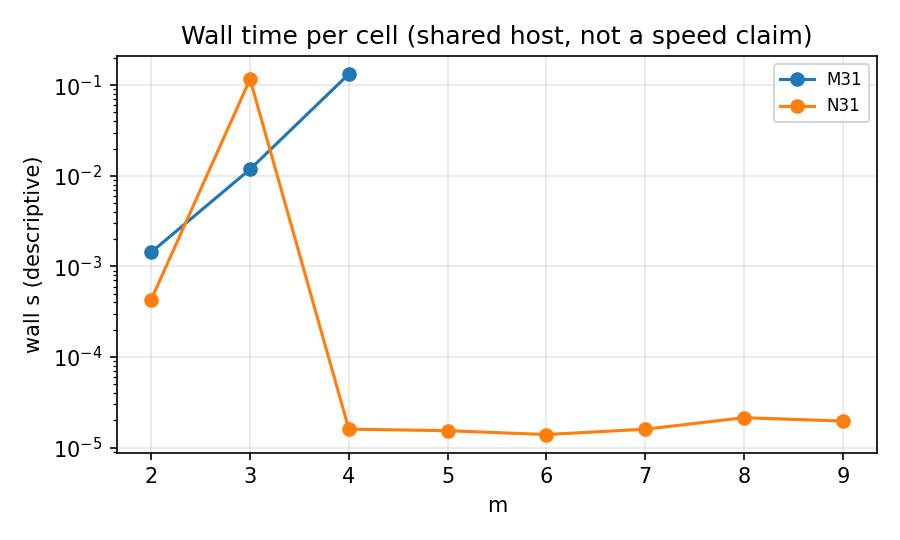 Wall time per cell (shared host, not a speed claim)
M31
N31
wall s (descriptive)
10⁻¹
10⁻²
10⁻³
10⁻⁴
10⁻⁵
2 3 4 5 6 7 8 9
m